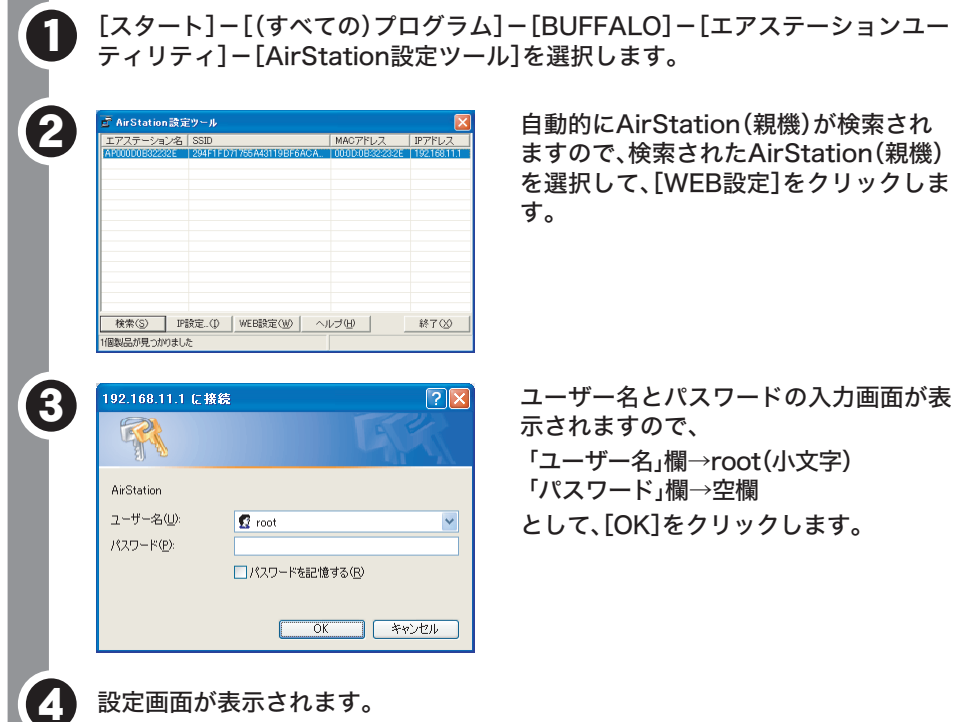 1
[スタート]－[(すべての)プログラム]－[BUFFALO]－[エアステーションユー
ティリティ]－[AirStation設定ツール]を選択します。
2
AirStation設定ツール
エアステーション名 SSID MACアドレス IPアドレス
192.168.11.1
検索(S) IP設定...(I) WEB設定(W) ヘルプ(H) 終了(X)
1個製品が見つかりました
自動的にAirStation(親機)が検索され
ますので、検索されたAirStation(親機)
を選択して、[WEB設定]をクリックしま
す。
3
192.168.11.1 に接続
AirStation
ユーザー名(U): root
パスワード(P):
パスワードを記憶する(R)
OK キャンセル
ユーザー名とパスワードの入力画面が表
示されますので、
「ユーザー名」欄→root(小文字)
「パスワード」欄→空欄
として、[OK]をクリックします。
4
設定画面が表示されます。